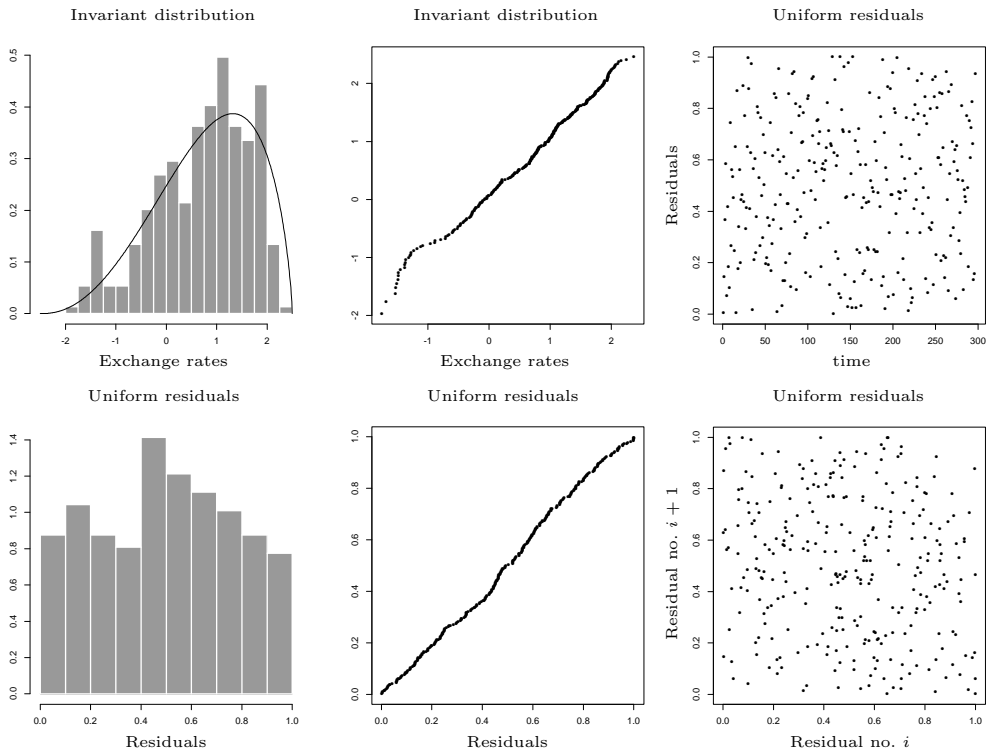 Invariant distribution
0.0 0.1 0.2 0.3 0.4 0.5
-2 -1 0 1 2
Exchange rates
Invariant distribution
-2 -1 0 1 2
-1 0 1 2
Exchange rates
Uniform residuals
Residuals
0.0 0.2 0.4 0.6 0.8 1.0
0 50 100 150 200 250 300
time
Uniform residuals
0.0 0.2 0.4 0.6 0.8 1.0 1.2 1.4
0.0 0.2 0.4 0.6 0.8 1.0
Residuals
Uniform residuals
0.0 0.2 0.4 0.6 0.8 1.0
0.0 0.2 0.4 0.6 0.8 1.0
Residuals
Uniform residuals
Residual no. i + 1
0.0 0.2 0.4 0.6 0.8 1.0
0.0 0.2 0.4 0.6 0.8 1.0
Residual no. i